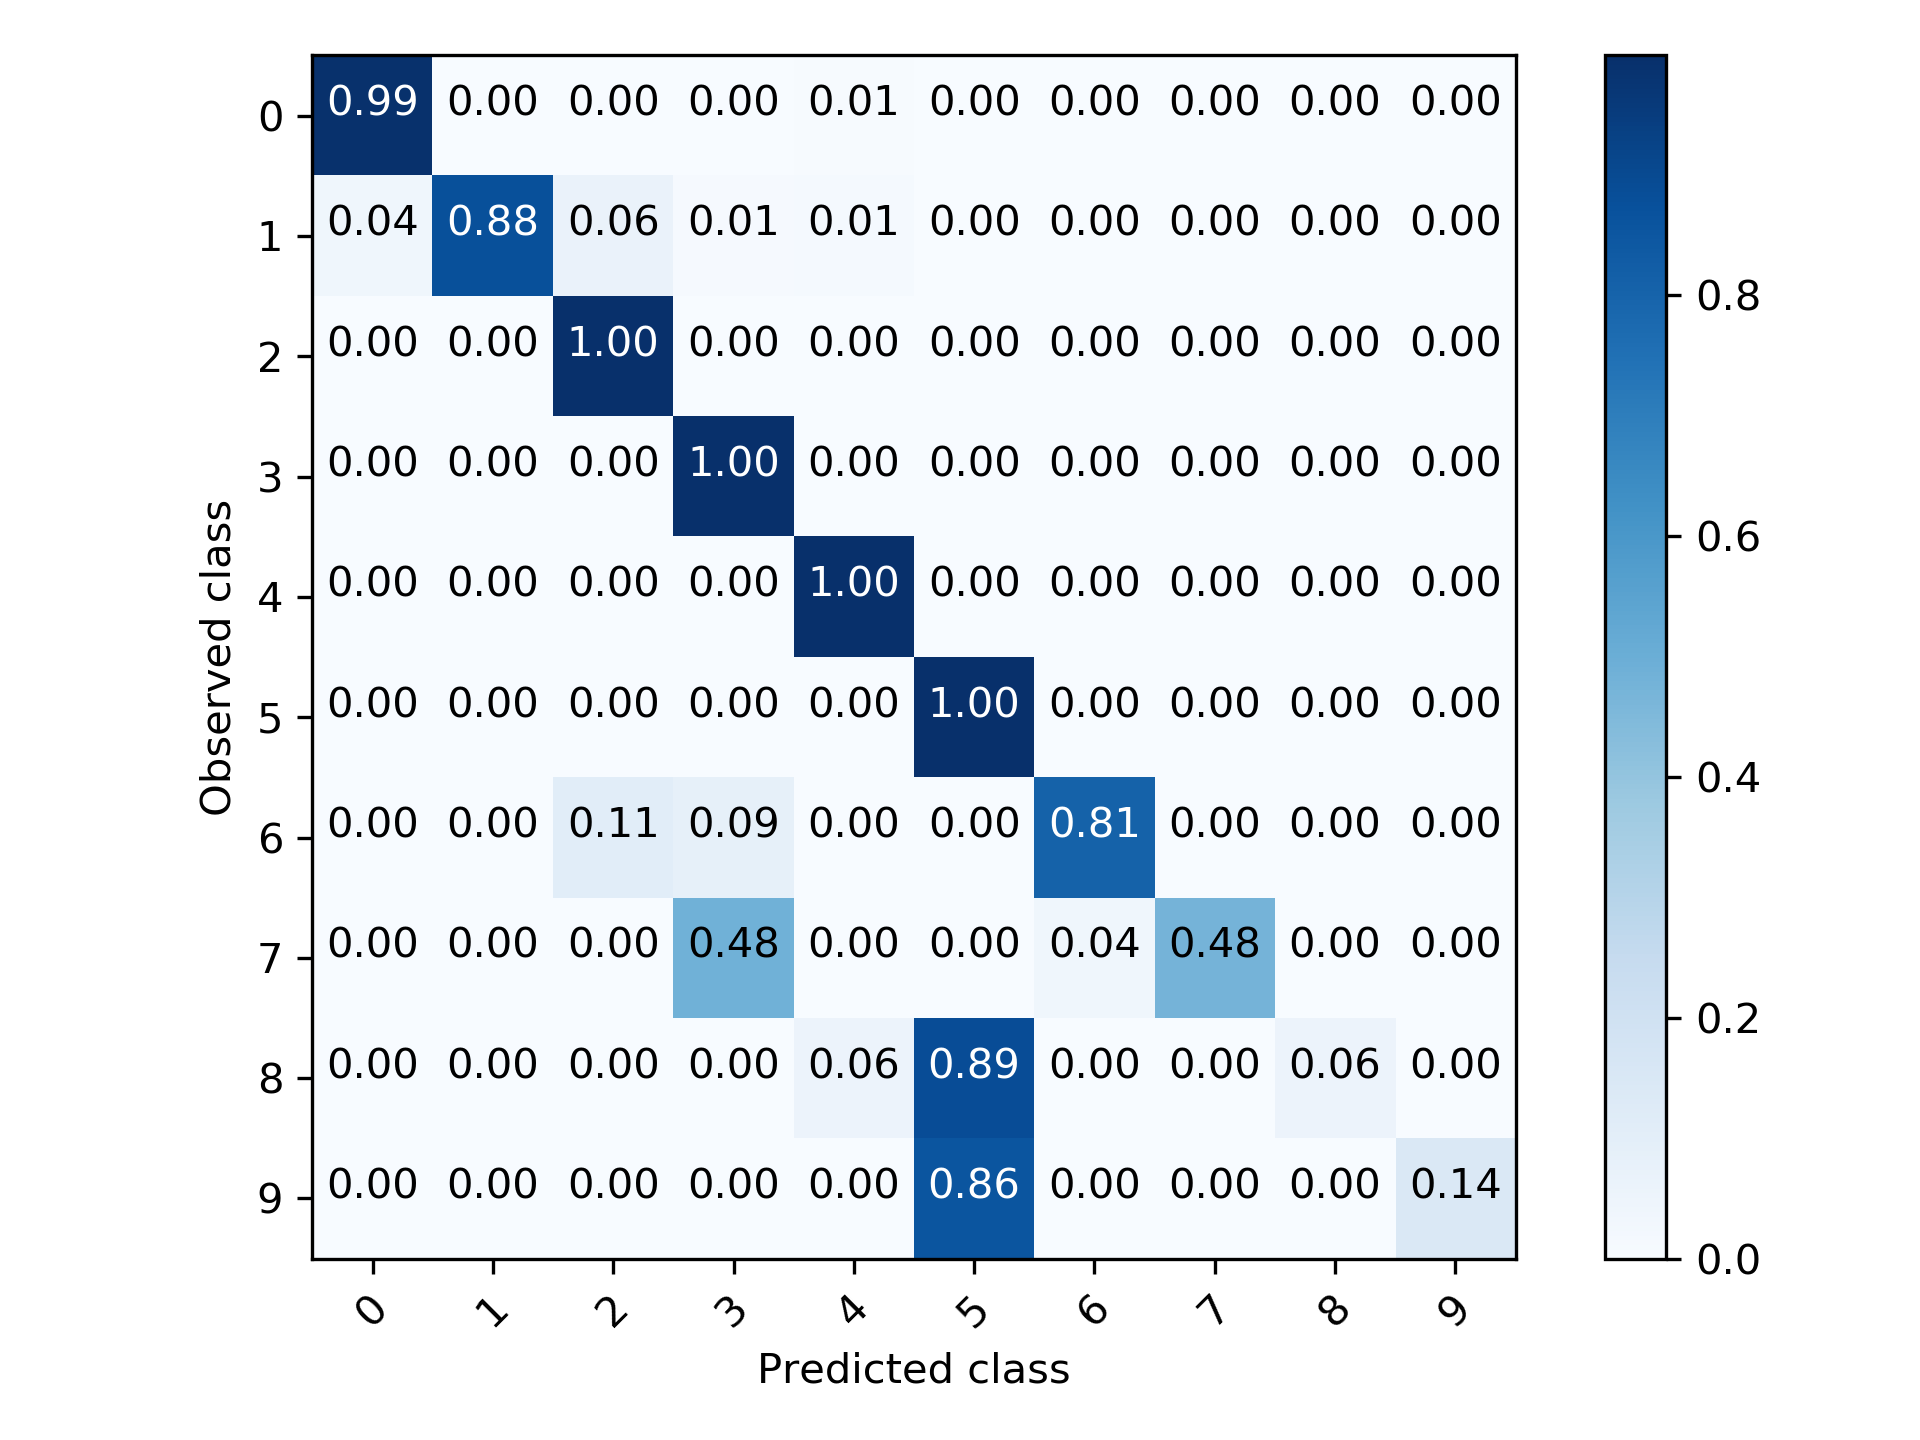 0 0.99 0.00 0.00 0.00 0.01 0.00 0.00 0.00 0.00 0.00
1 0.04 0.88 0.06 0.01 0.01 0.00 0.00 0.00 0.00 0.00
2 0.00 0.00 1.00 0.00 0.00 0.00 0.00 0.00 0.00 0.00
3 0.00 0.00 0.00 1.00 0.00 0.00 0.00 0.00 0.00 0.00
4 0.00 0.00 0.00 0.00 1.00 0.00 0.00 0.00 0.00 0.00
5 0.00 0.00 0.00 0.00 0.00 1.00 0.00 0.00 0.00 0.00
6 0.00 0.00 0.11 0.09 0.00 0.00 0.81 0.00 0.00 0.00
7 0.00 0.00 0.00 0.48 0.00 0.00 0.04 0.48 0.00 0.00
8 0.00 0.00 0.00 0.00 0.06 0.89 0.00 0.00 0.06 0.00
9 0.00 0.00 0.00 0.00 0.00 0.86 0.00 0.00 0.00 0.14
0 1 2 3 4 5 6 7 8 9
Predicted class
Observed class
0.8
0.6
0.4
0.2
0.0